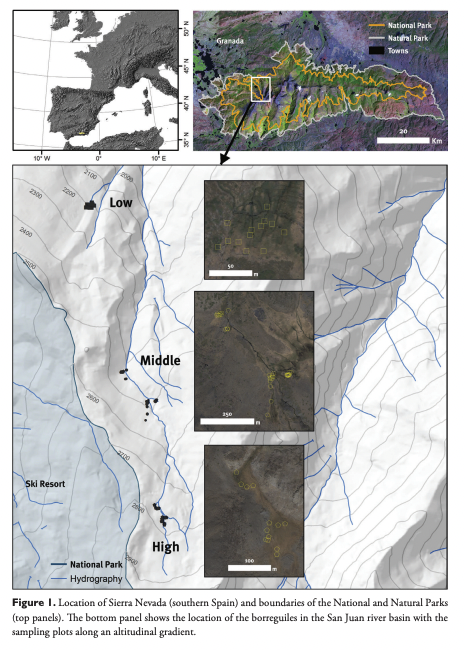 50° N
45° N
40° N
35° N
10° W
0°
10° E
Granada
National Park
Natural Park
Towns
20
Km
2100
2000
2200
2300
2400
2500
Low
50
m
Middle
2600
250
m
Ski Resort
High
100
m
National Park
Hydrography
Figure 1. Location of Sierra Nevada (southern Spain) and boundaries of the National and Natural Parks
(top panels). The bottom panel shows the location of the borreguiles in the San Juan river basin with the
sampling plots along an altitudinal gradient.